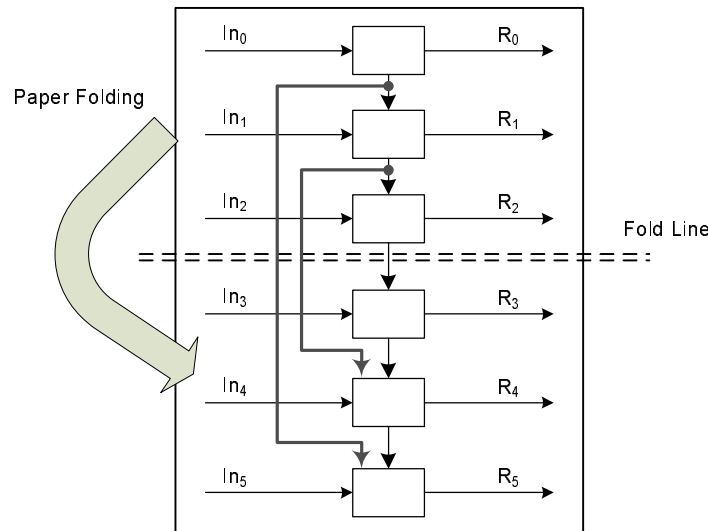 In₀ R₀
Paper Folding
In₁ R₁
In₂ R₂
Fold Line
In₃ R₃
In₄ R₄
In₅ R₅